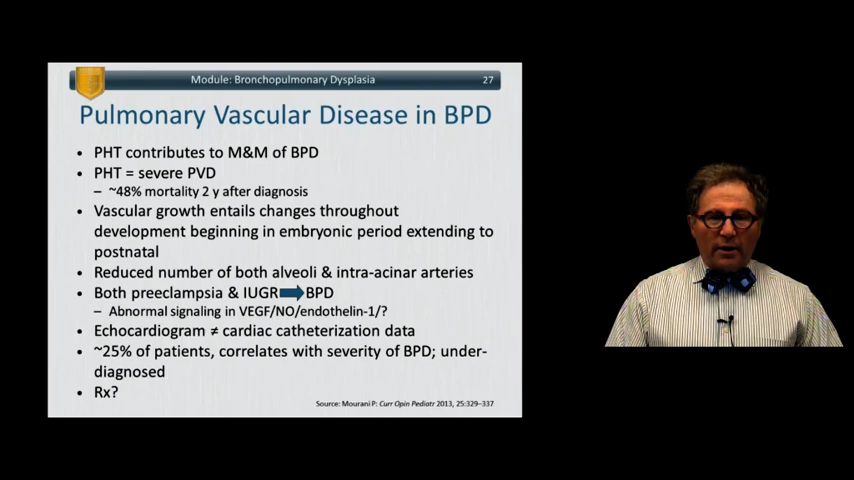 Module: Bronchopulmonary Dysplasia 27
Pulmonary Vascular Disease in BPD
• PHT contributes to M&M of BPD
• PHT = severe PVD
– ~48% mortality 2 y after diagnosis
• Vascular growth entails changes throughout
development beginning in embryonic period extending to
postnatal
• Reduced number of both alveoli & intra-acinar arteries
• Both preeclampsia & IUGR BPD
– Abnormal signaling in VEGF/NO/endothelin-1/?
• Echocardiogram ≠ cardiac catheterization data
• ~25% of patients, correlates with severity of BPD; under-
diagnosed
• Rx?
Source: Mourani P: Curr Opin Pediatr 2013, 25:329–337